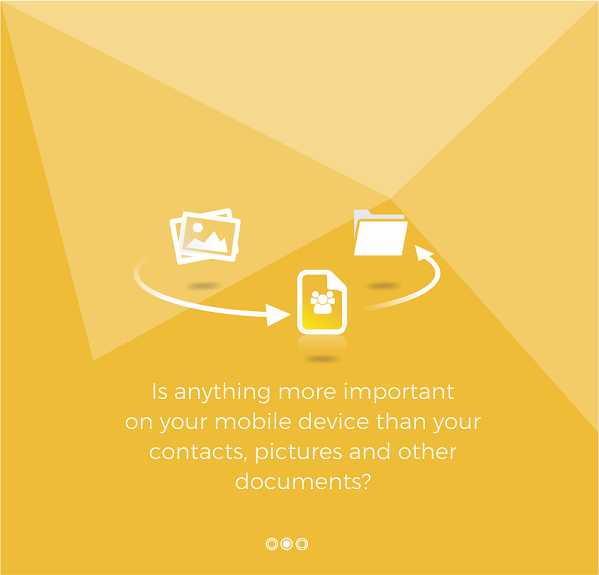 Is anything more important
on your mobile device than your
contacts, pictures and other
documents?